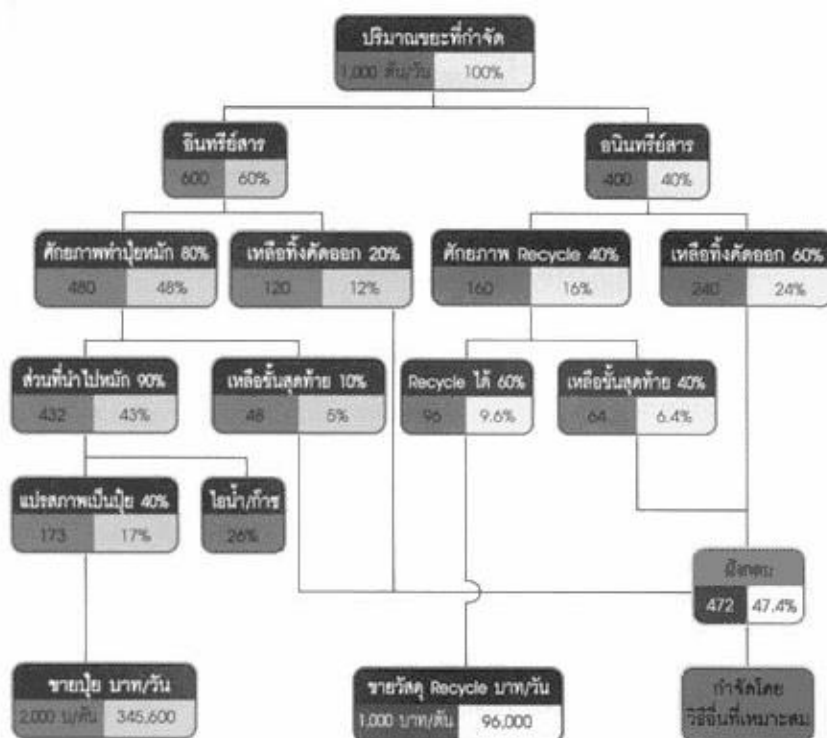 ปริมาณขยะที่กำจัด
1,000 ตัน/วัน 100%
อินทรีย์สาร
600 60%
อนินทรีย์สาร
400 40%
ศักยภาพทำปุ๋ยหมัก 80%
480 48%
เหลือทิ้งคัดออก 20%
120 12%
ศักยภาพ Recycle 40%
160 16%
เหลือทิ้งคัดออก 60%
240 24%
ส่วนที่นำไปหมัก 90%
432 43%
เหลือขั้นสุดท้าย 10%
48 5%
Recycle ได้ 60%
96 9.6%
เหลือขั้นสุดท้าย 40%
64 6.4%
แปรสภาพเป็นปุ๋ย 40%
173 17%
ไอน้ำ/ก๊าซ
26%
ฝังกลบ
472 47.4%
ขายปุ๋ย บาท/วัน
2,000 บ/ตัน 345,600
ขายวัสดุ Recycle บาท/วัน
1,000 บาท/ตัน 96,000
กำจัดโดย
วิธีอื่นที่เหมาะสม